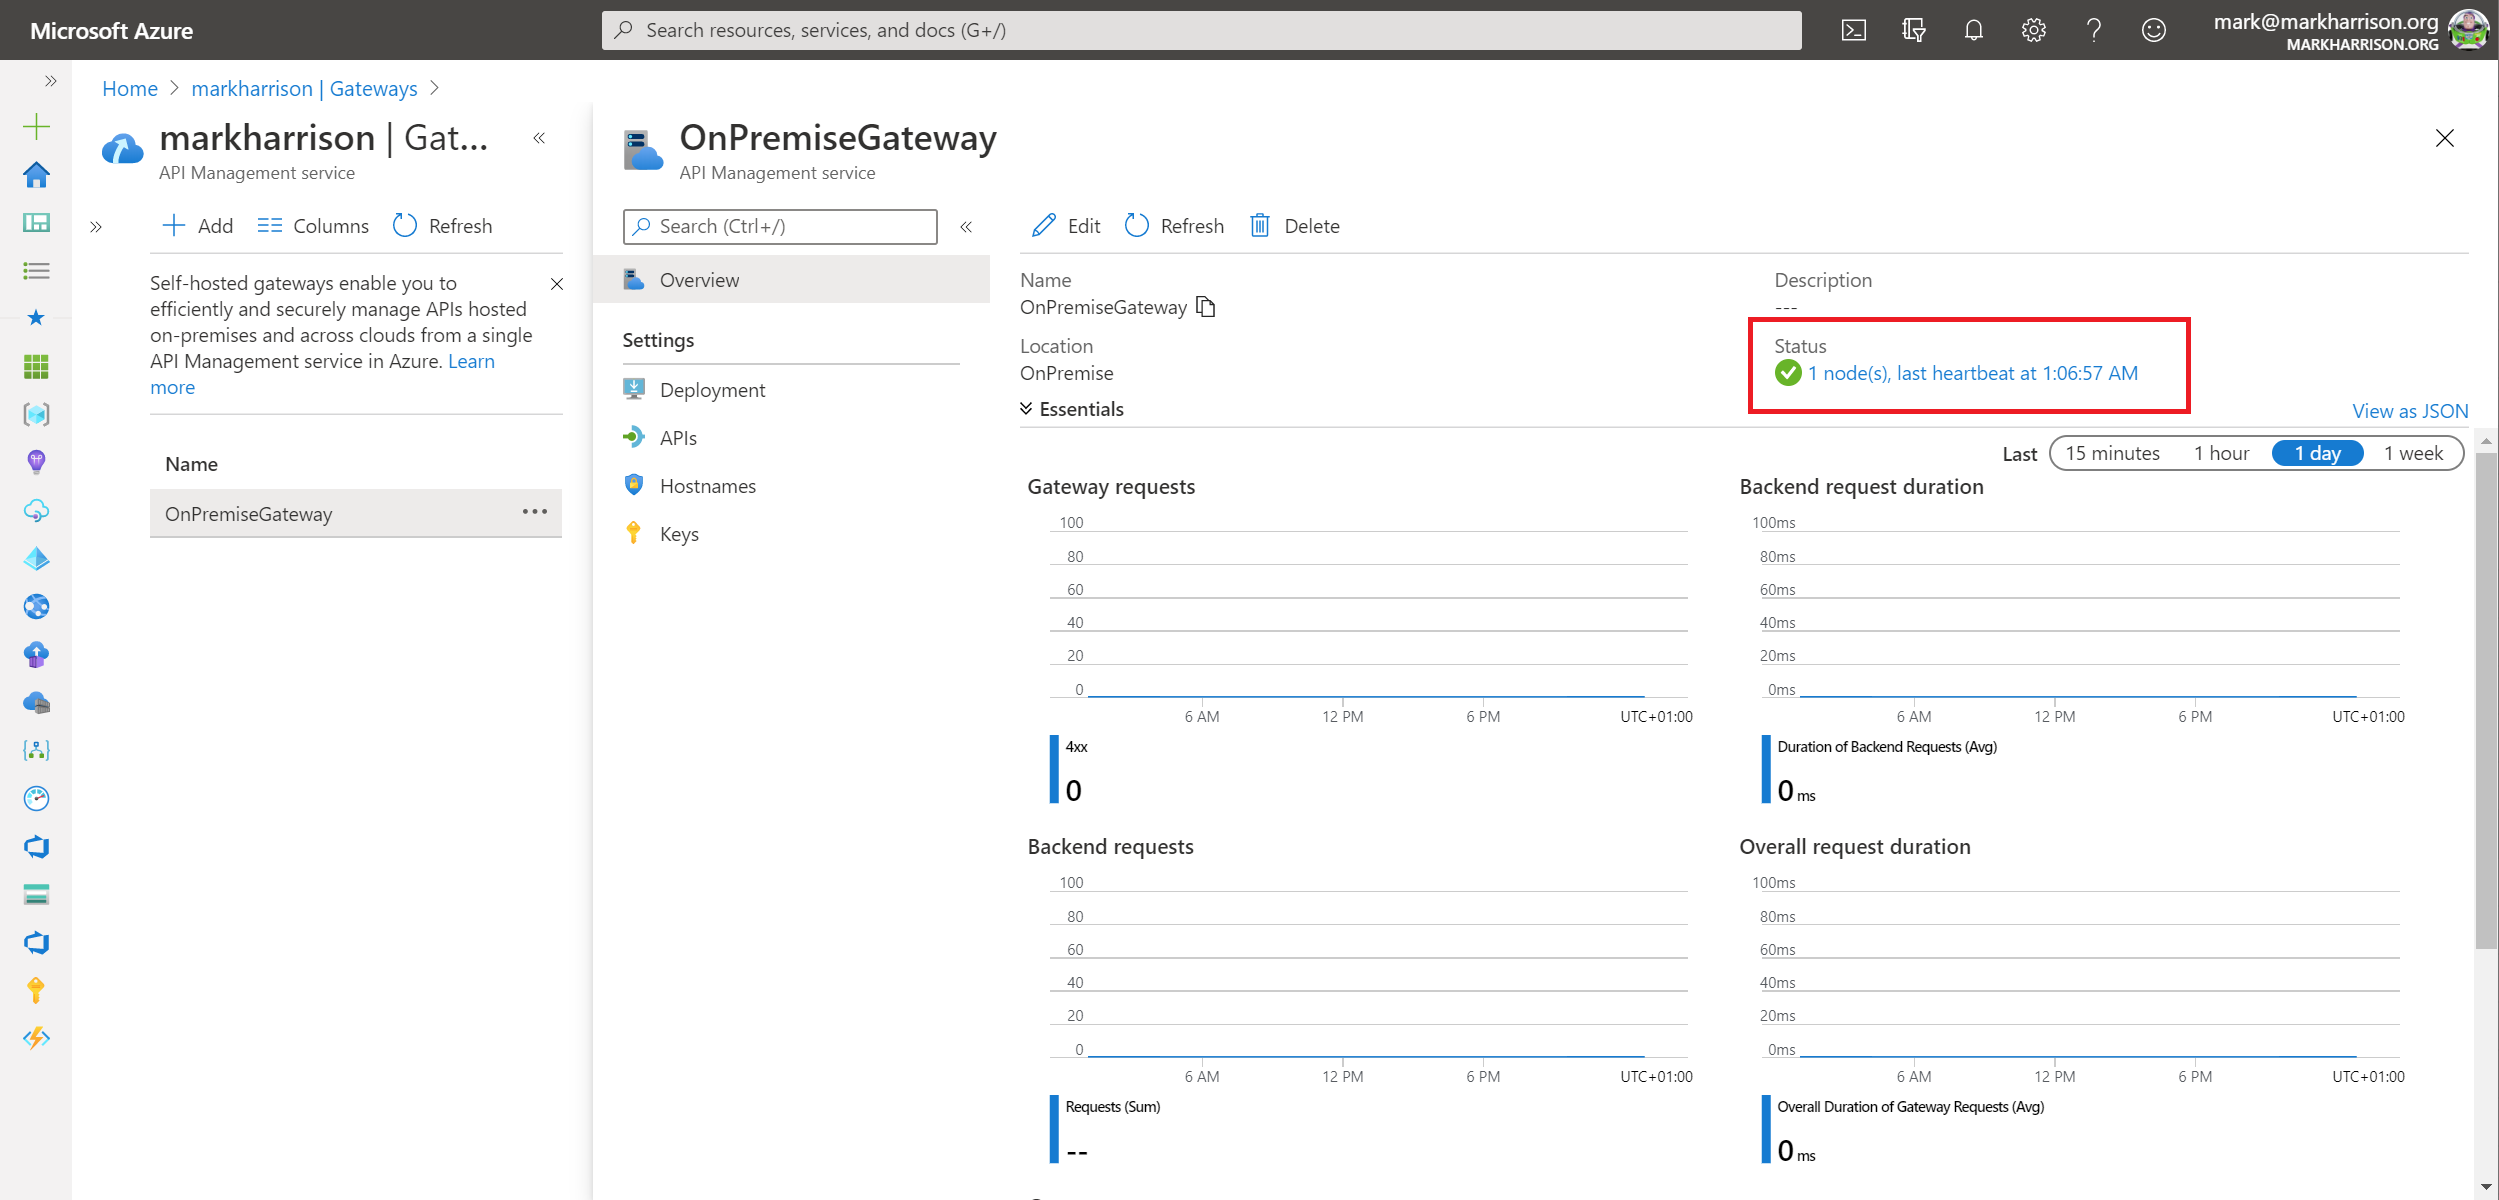 Microsoft Azure
Search resources, services, and docs (G+/)
mark@markharrison.org
MARKHARRISON.ORG
Home > markharrison | Gateways >
markharrison | Gat...
API Management service
Add
Columns
Refresh
Self-hosted gateways enable you to
efficiently and securely manage APIs hosted
on-premises and across clouds from a single
API Management service in Azure. Learn
more
Name
OnPremiseGateway
OnPremiseGateway
API Management service
Search (Ctrl+/)
Overview
Settings
Deployment
APIs
Hostnames
Keys
Edit
Refresh
Delete
Name
OnPremiseGateway
Location
OnPremise
Essentials
Description
---
Status
1 node(s), last heartbeat at 1:06:57 AM
View as JSON
Last
15 minutes
1 hour
1 day
1 week
Gateway requests
100
80
60
40
20
0
6 AM
12 PM
6 PM
UTC+01:00
4xx
0
Backend request duration
100ms
80ms
60ms
40ms
20ms
0ms
6 AM
12 PM
6 PM
UTC+01:00
Duration of Backend Requests (Avg)
0 ms
Backend requests
100
80
60
40
20
0
6 AM
12 PM
6 PM
UTC+01:00
Requests (Sum)
--
Overall request duration
100ms
80ms
60ms
40ms
20ms
0ms
6 AM
12 PM
6 PM
UTC+01:00
Overall Duration of Gateway Requests (Avg)
0 ms